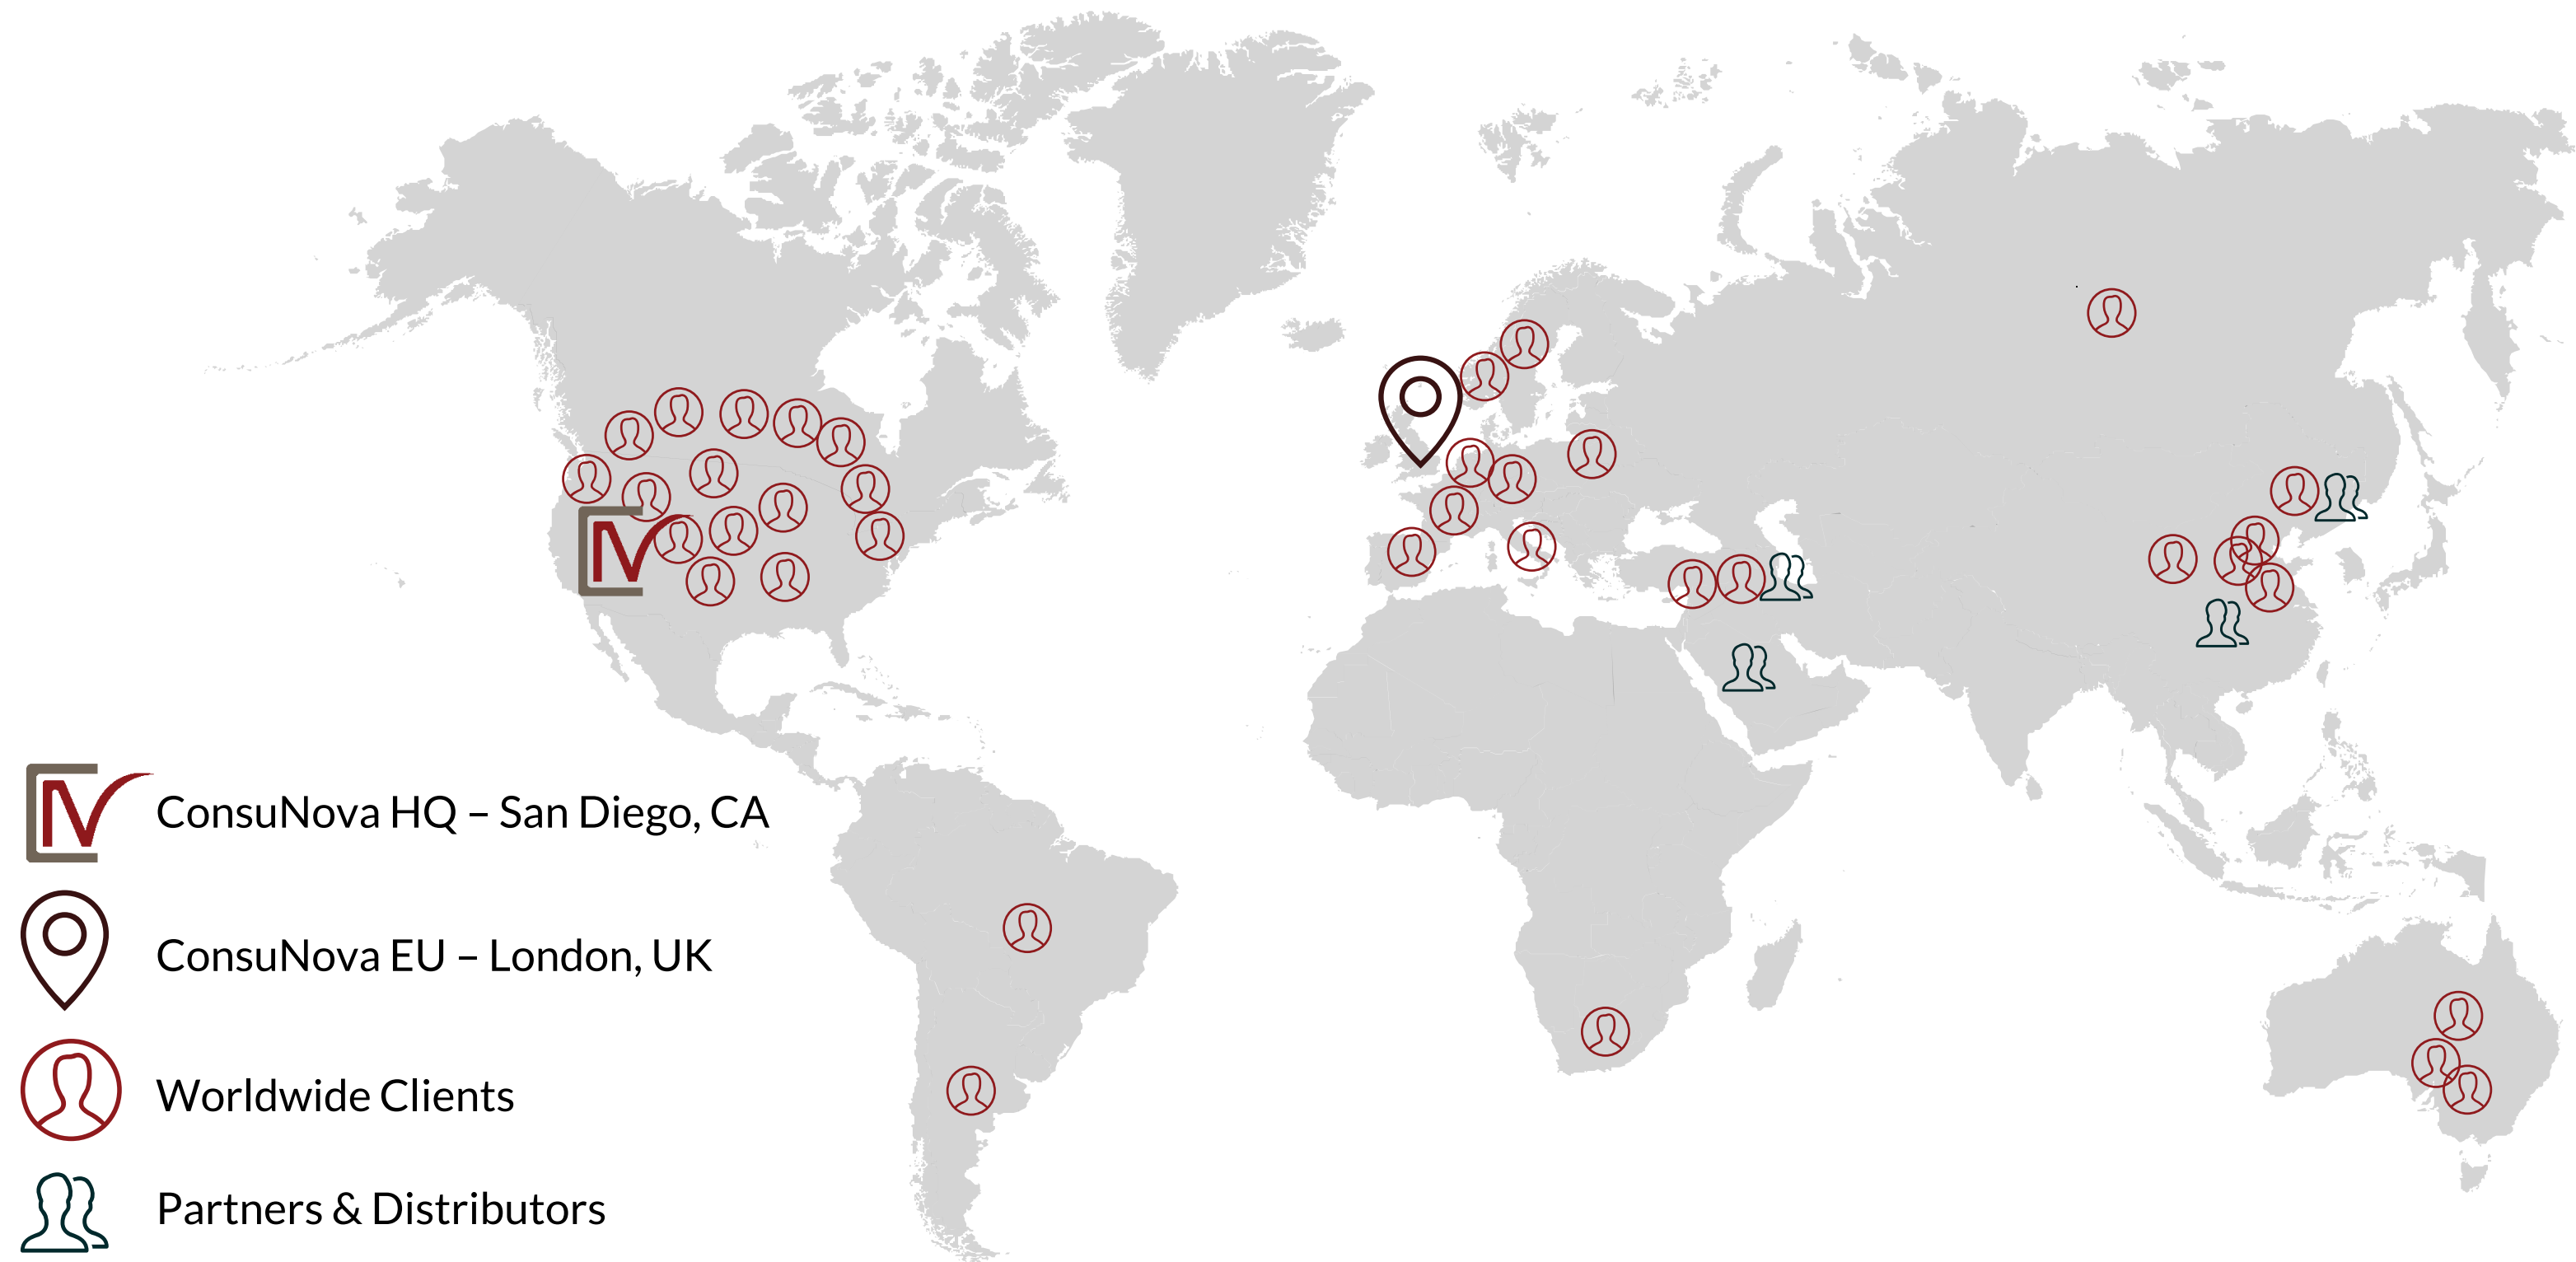 ConsuNova HQ – San Diego, CA
ConsuNova EU – London, UK
Worldwide Clients
Partners & Distributors